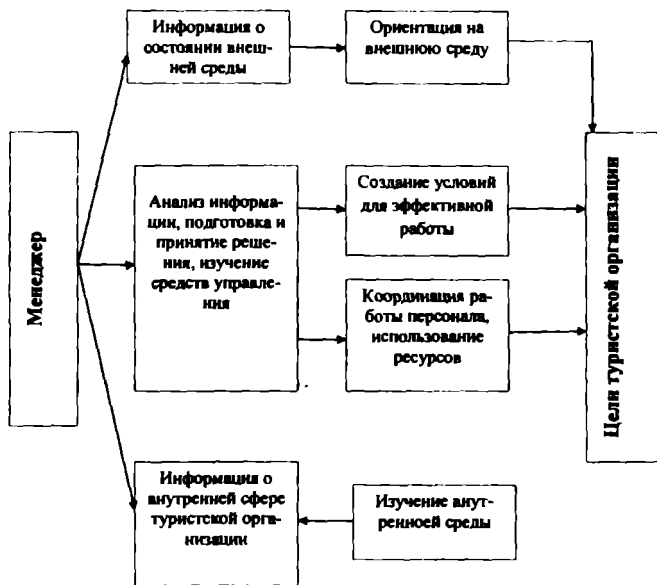 Информация о
состоянии внеш-
ней среды
Ориентация на
внешнюю среду
Менеджер
Анализ информа-
ции, подготовка и
принятие реше-
ния, изучение
средств управле-
ния
Создание условий
для эффективной
работы
Координация ра-
боты персонала,
использование
ресурсов
Цели туристской организации
Информация о
внутренней сфере
туристской орга-
низации
Изучение внут-
ренноей среды